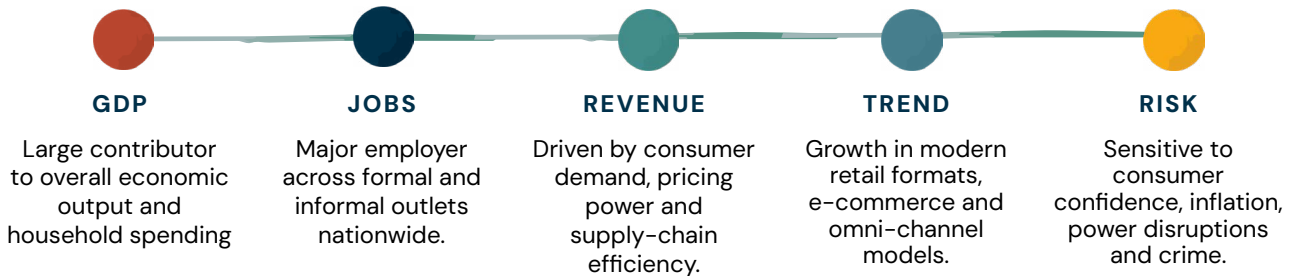 GDP
Large contributor
to overall economic
output and
household spending
JOBS
Major employer
across formal and
informal outlets
nationwide.
REVENUE
Driven by consumer
demand, pricing
power and
supply-chain
efficiency.
TREND
Growth in modern
retail formats,
e-commerce and
omni-channel
models.
RISK
Sensitive to
consumer
confidence, inflation,
power disruptions
and crime.